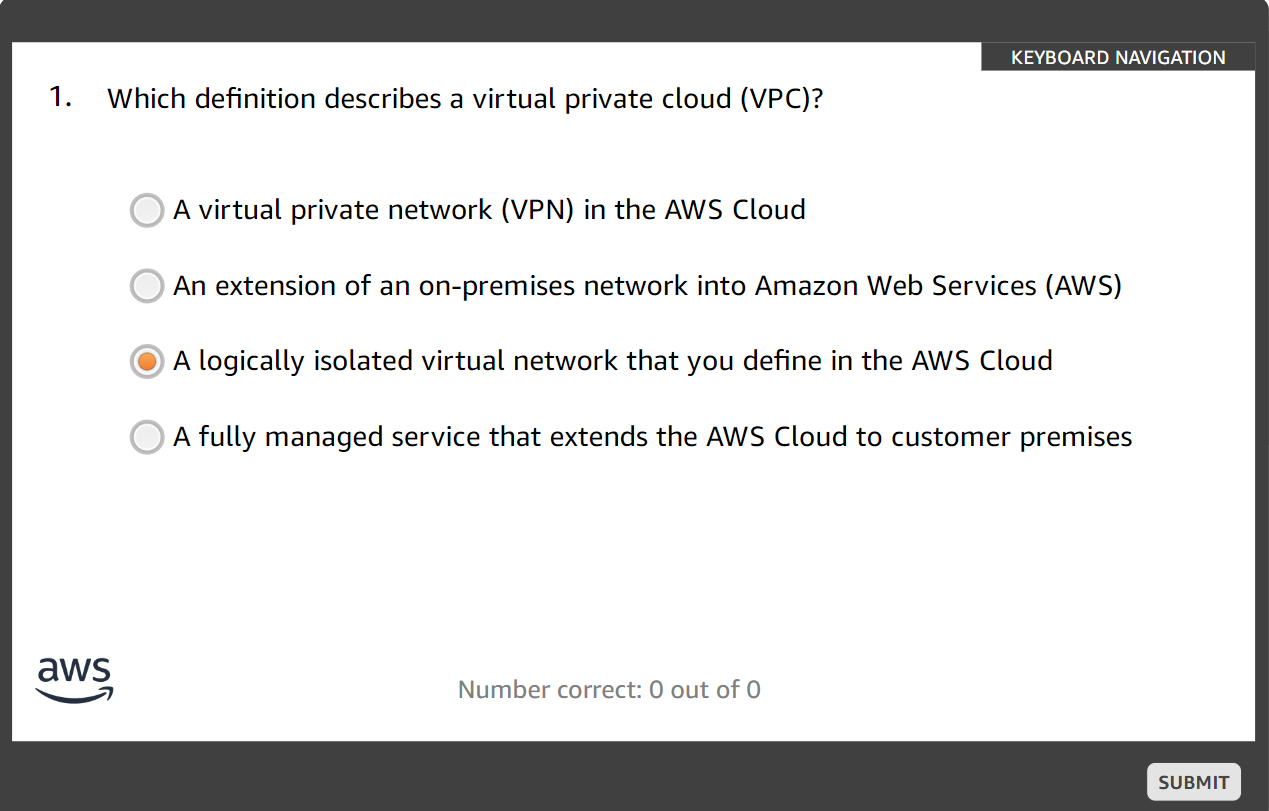 KEYBOARD NAVIGATION
1. Which definition describes a virtual private cloud (VPC)?
A virtual private network (VPN) in the AWS Cloud
An extension of an on-premises network into Amazon Web Services (AWS)
A logically isolated virtual network that you define in the AWS Cloud
A fully managed service that extends the AWS Cloud to customer premises
aws
Number correct: 0 out of 0
SUBMIT